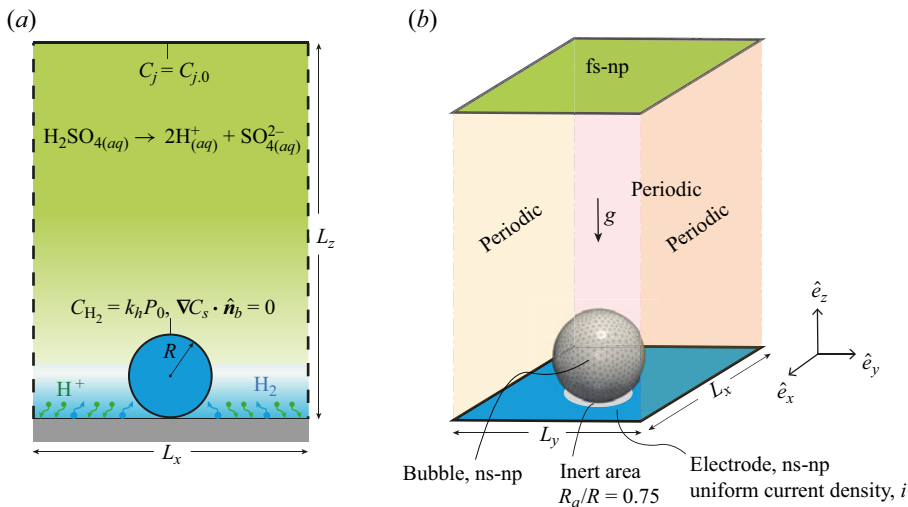 (a)
C_j = C_{j.0}
H₂SO₄₍aq₎ → 2H⁺₍aq₎ + SO₄²⁻₍aq₎
L_z
C_{H₂} = k_h P_0, ∇C_s · n̂_b = 0
R
H⁺
H₂
L_x
(b)
fs-np
Periodic
Periodic
Periodic
g
ê_z
ê_y
ê_x
L_x
L_y
Bubble, ns-np
Inert area
R_a/R = 0.75
Electrode, ns-np
uniform current density, i